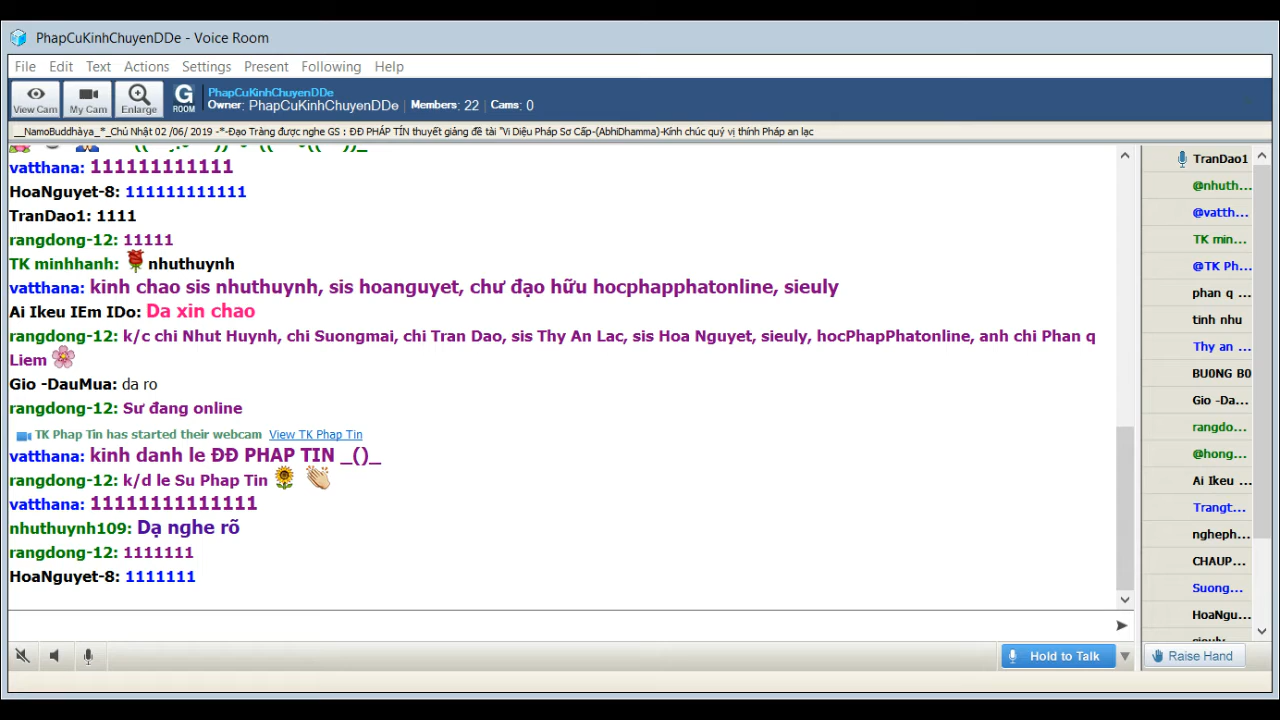 PhapCuKinhChuyenDDe - Voice Room
File Edit Text Actions Settings Present Following Help
View Cam My Cam Enlarge G ROOM PhapCuKinhChuyenDDe
Owner: PhapCuKinhChuyenDDe Members: 22 Cams: 0
__NamoBuddhàya_*_Chủ Nhật 02 /06/ 2019 -*-Đạo Tràng được nghe GS : ĐĐ PHÁP TÍN thuyết giảng đề tài "Vi Diệu Pháp Sơ Cấp-(AbhiDhamma)-Kính chúc quý vị thính Pháp an lạc
vatthana: 111111111111
HoaNguyet-8: 111111111111
TranDao1: 1111
rangdong-12: 11111
TK minhhanh: nhuthuynh
vatthana: kinh chao sis nhuthuynh, sis hoanguyet, chư đạo hữu hocphapphatonline, sieuly
Ai Ikeu IEm IDo: Da xin chao
rangdong-12: k/c chi Nhut Huynh, chi Suongmai, chi Tran Dao, sis Thy An Lac, sis Hoa Nguyet, sieuly, hocPhapPhatonline, anh chi Phan q
Liem
Gio -DauMua: da ro
rangdong-12: Sư đang online
TK Phap Tin has started their webcam View TK Phap Tin
vatthana: kinh danh le ĐĐ PHAP TIN _()_
rangdong-12: k/d le Su Phap Tin
vatthana: 11111111111111
nhuthuynh109: Dạ nghe rõ
rangdong-12: 1111111
HoaNguyet-8: 1111111
TranDao1
@nhuth...
@vatth...
TK min...
@TK Ph...
phan q ...
tinh nhu
Thy an ...
BU0NG B0
Gio -Da...
rangdo...
@hong...
Ai Ikeu ...
Trangt...
ngheph...
CHAUP...
Suong...
HoaNgu...
sieuly
Hold to Talk
Raise Hand